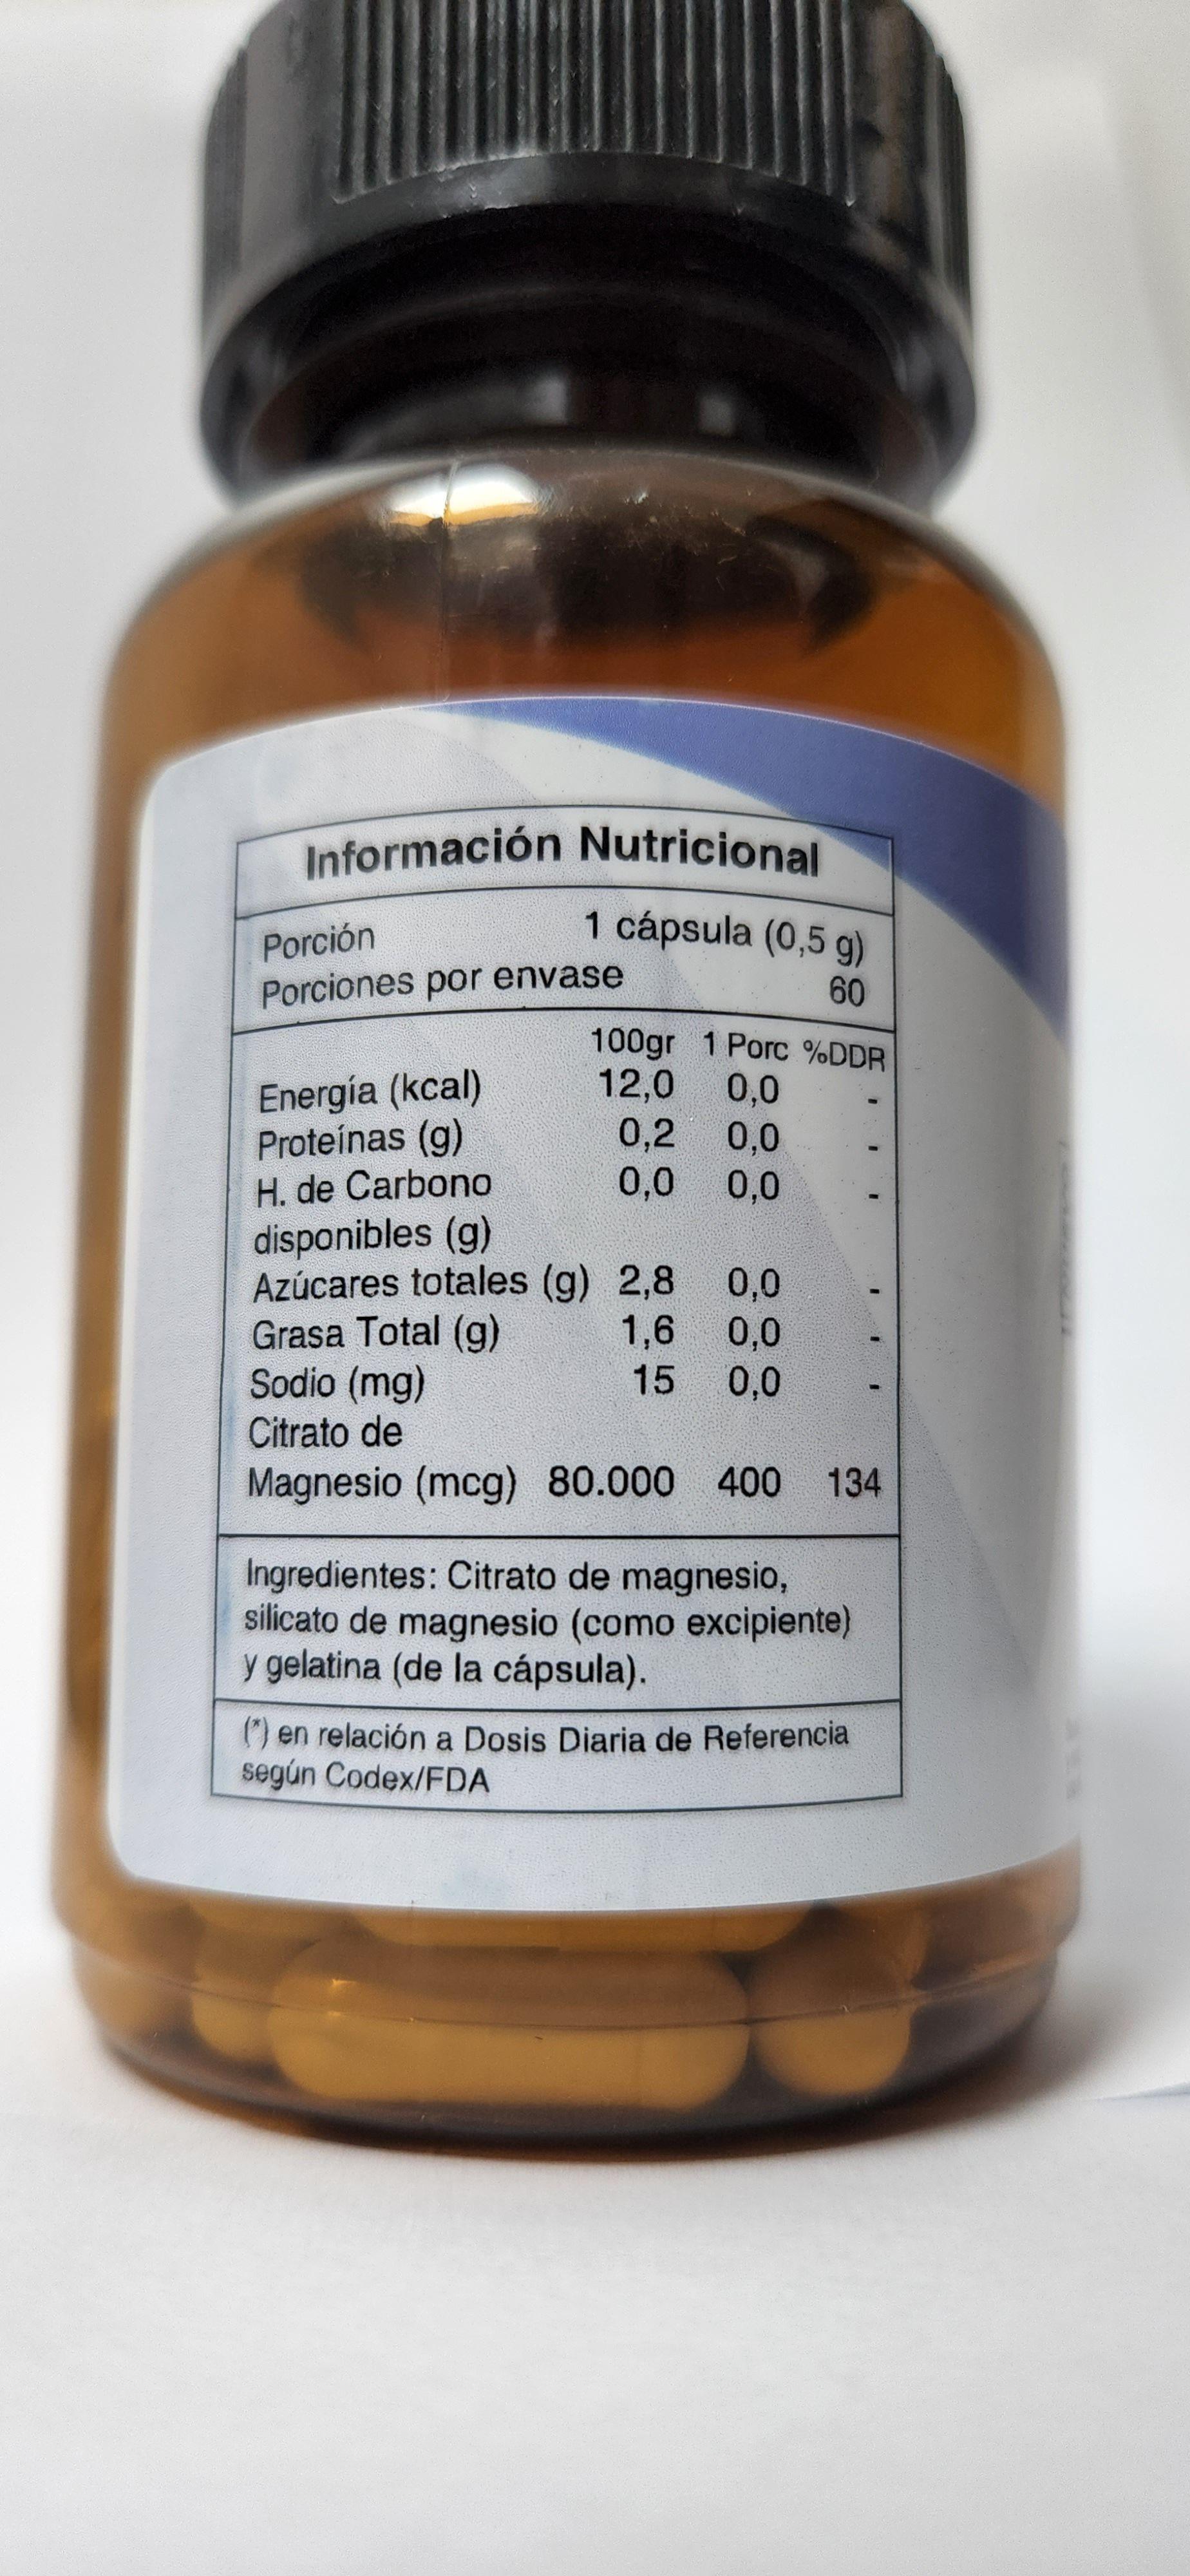 Información Nutricional
Porción 1 cápsula (0,5 g)
Porciones por envase 60
100gr 1 Porc %DDR
Energía (kcal) 12,0 0,0 -
Proteínas (g) 0,2 0,0 -
H. de Carbono 0,0 0,0 -
disponibles (g)
Azúcares totales (g) 2,8 0,0 -
Grasa Total (g) 1,6 0,0 -
Sodio (mg) 15 0,0 -
Citrato de
Magnesio (mcg) 80.000 400 134
Ingredientes: Citrato de magnesio,
silicato de magnesio (como excipiente)
y gelatina (de la cápsula).
(*) en relación a Dosis Diaria de Referencia
según Codex/FDA